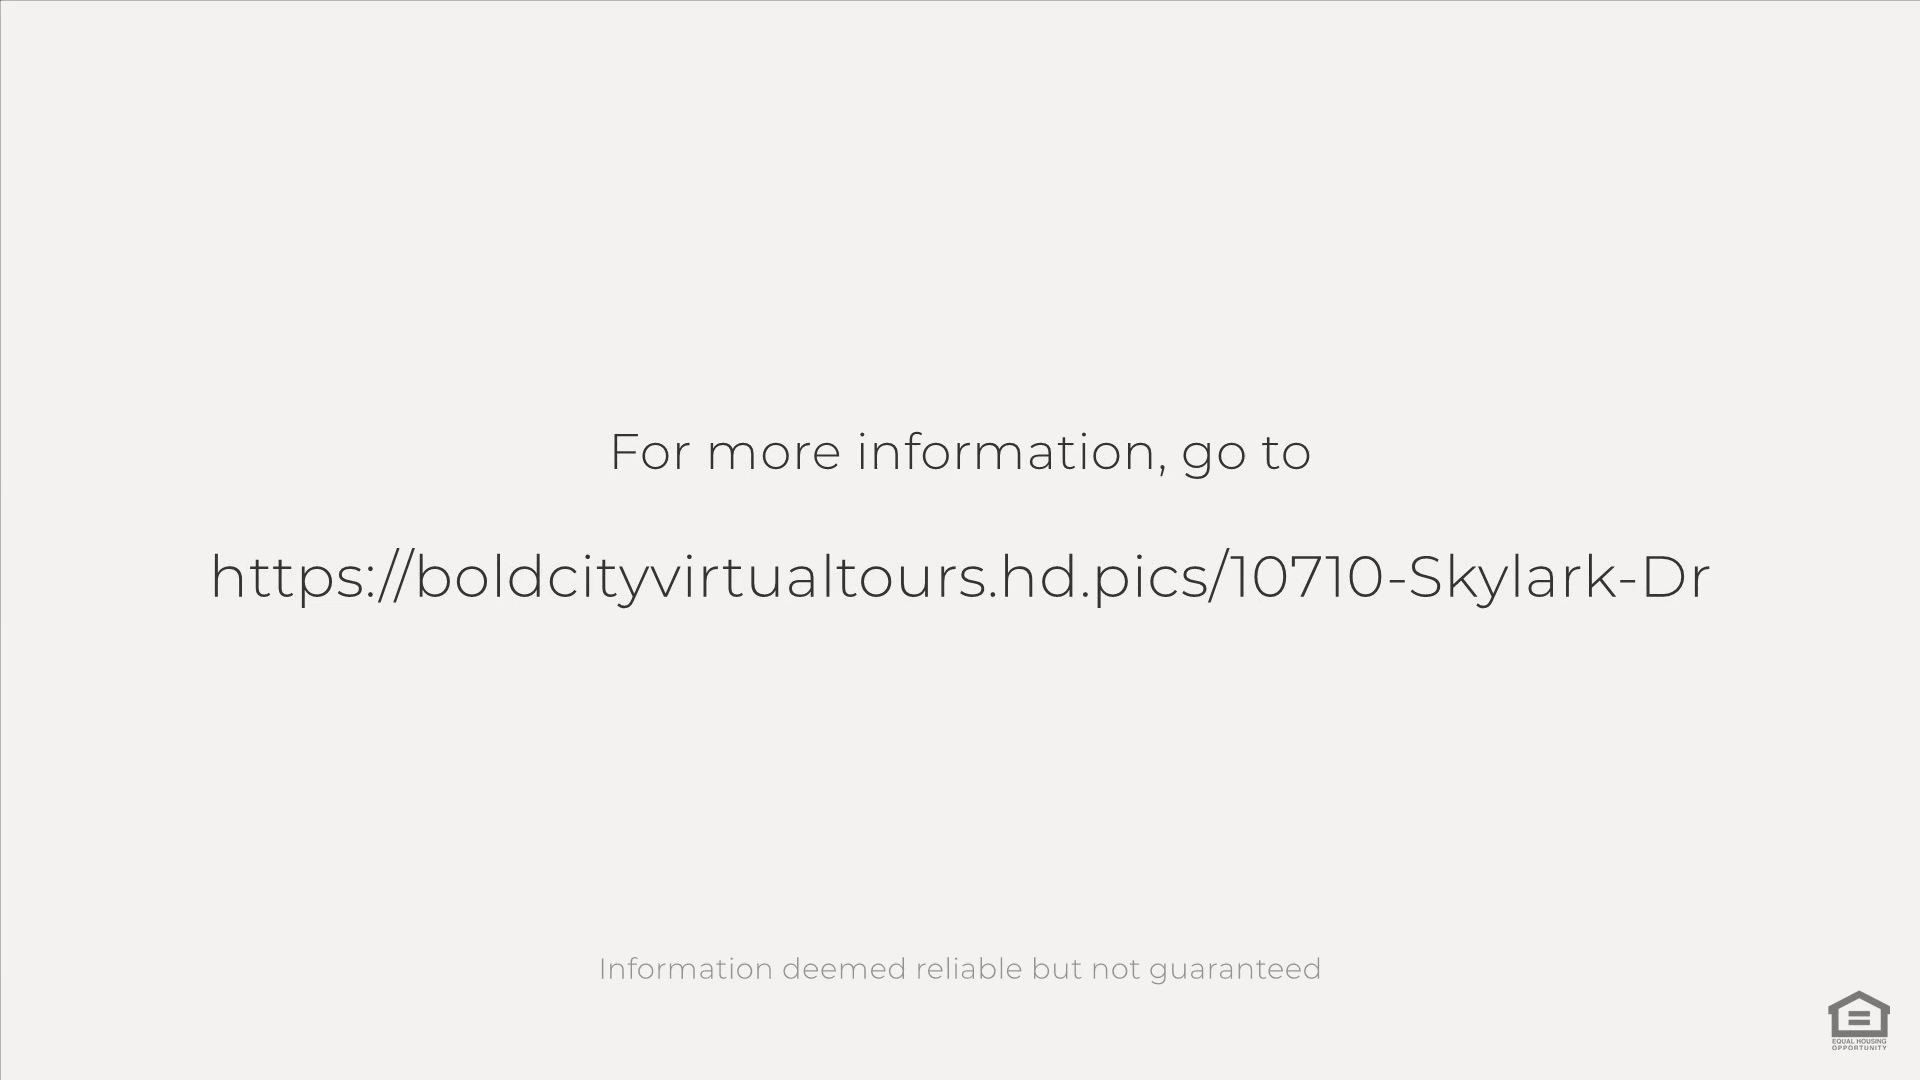 For more information, go to
https://boldcityvirtualtours.hd.pics/10710-Skylark-Dr
Information deemed reliable but not guaranteed
EQUAL HOUSING
OPPORTUNITY